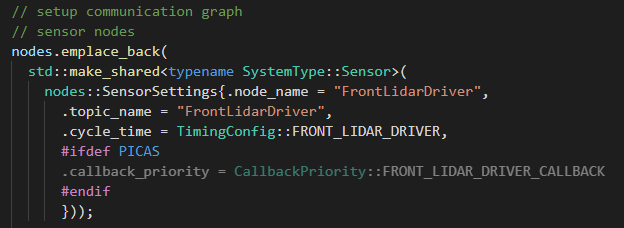 // setup communication graph
// sensor nodes
nodes.emplace_back(
  std::make_shared<typename SystemType::Sensor>(
    nodes::SensorSettings{.node_name = "FrontLidarDriver",
      .topic_name = "FrontLidarDriver",
      .cycle_time = TimingConfig::FRONT_LIDAR_DRIVER,
      #ifdef PICAS
      .callback_priority = CallbackPriority::FRONT_LIDAR_DRIVER_CALLBACK
      #endif
      }));